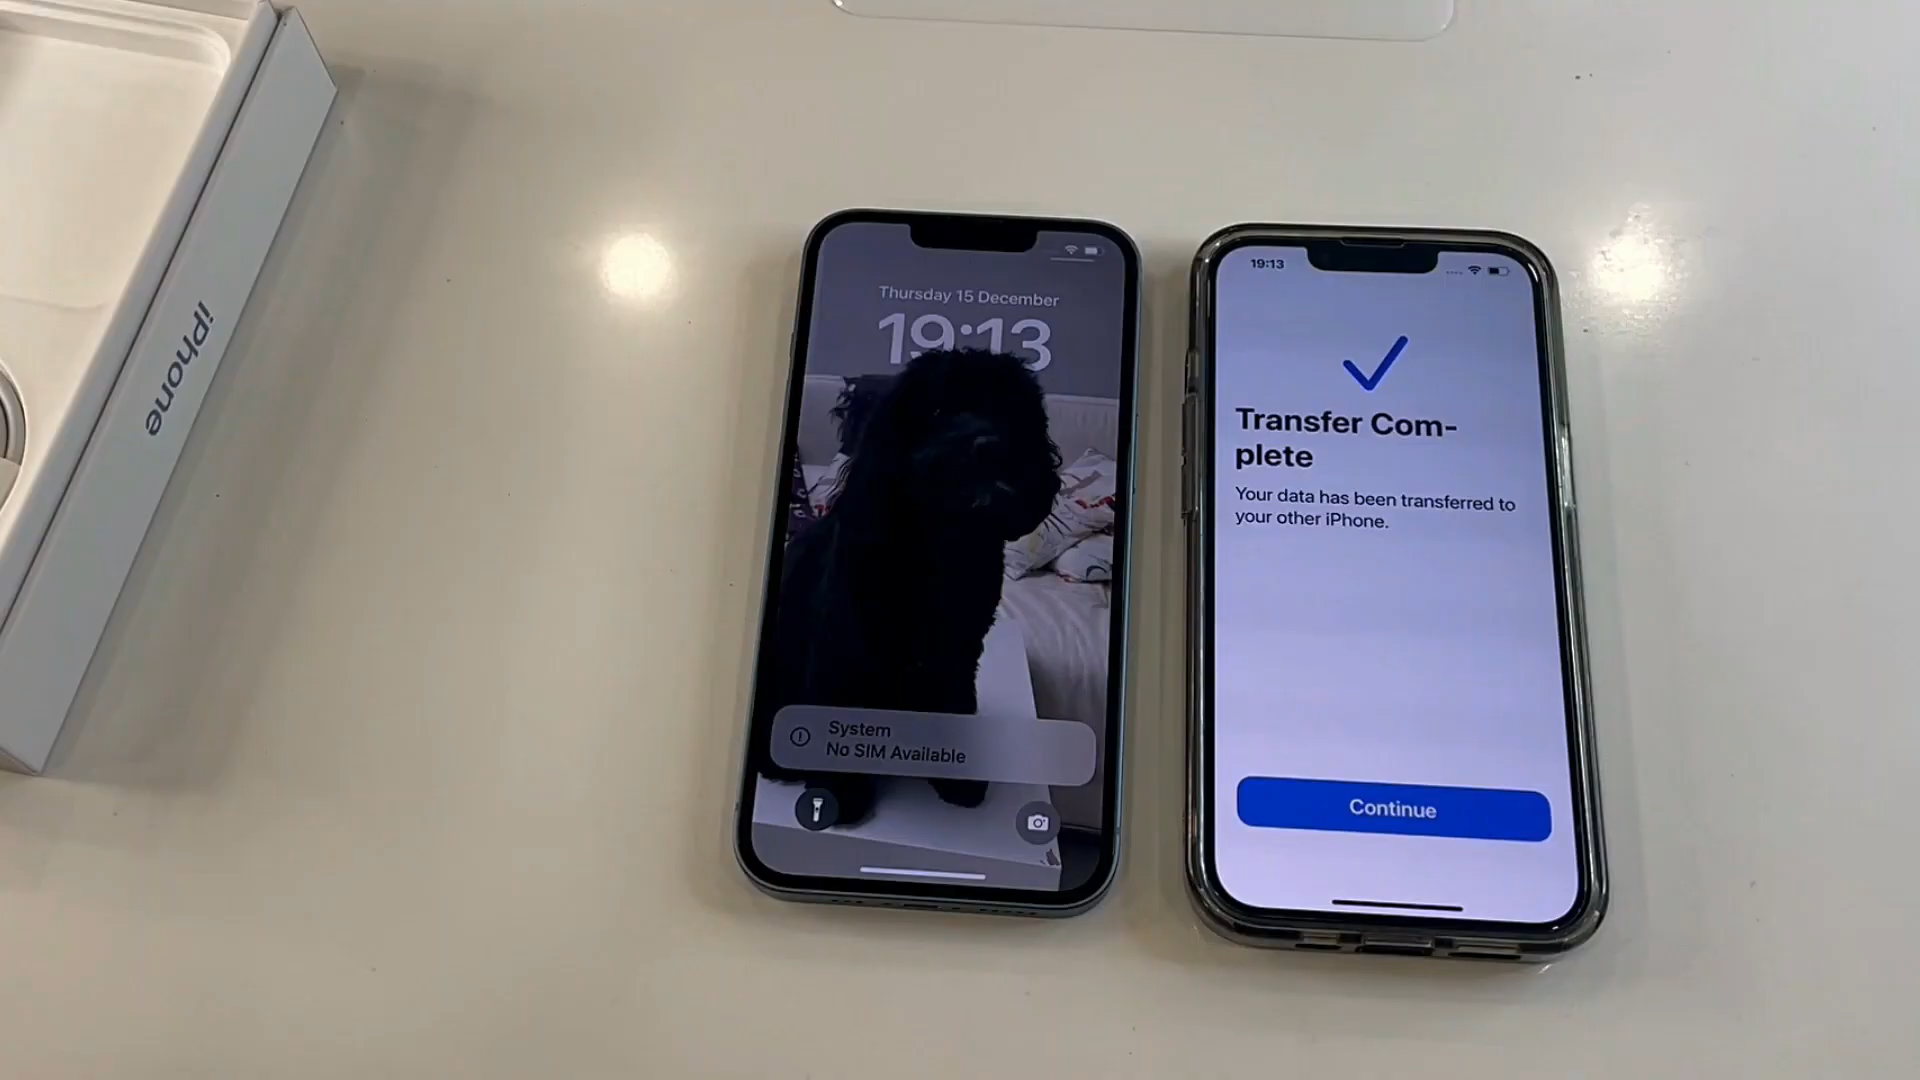 iPhone
Thursday 15 December
19:13
System
No SIM Available
19:13
Transfer Com-
plete
Your data has been transferred to
your other iPhone.
Continue